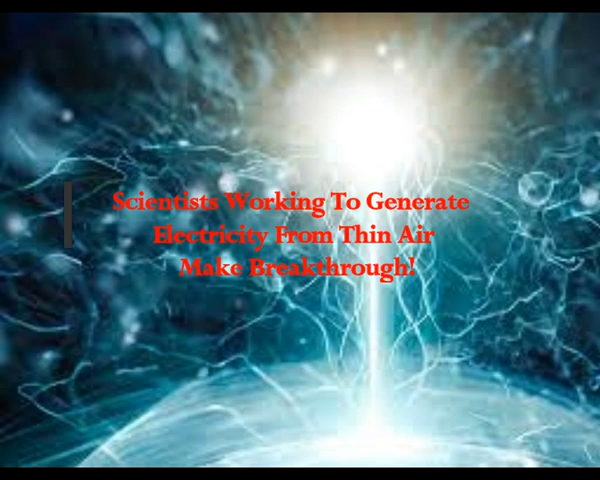 Scientists Working To Generate
Electricity From Thin Air
Make Breakthrough!